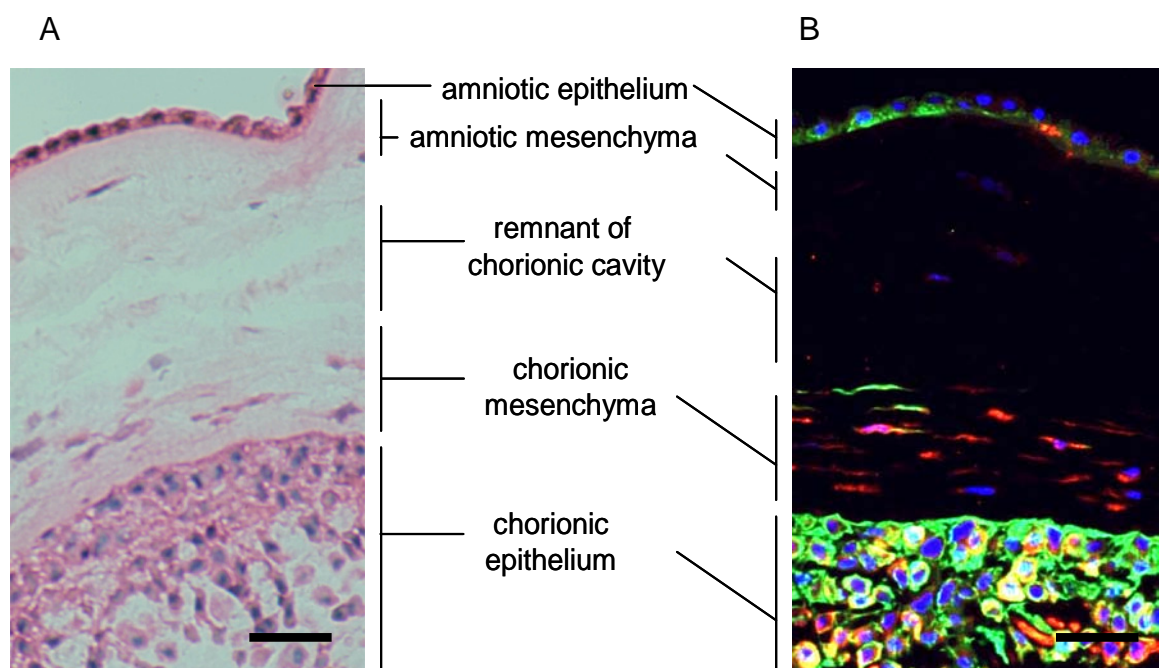 A
B
amniotic epithelium
amniotic mesenchyma
remnant of
chorionic cavity
chorionic
mesenchyma
chorionic
epithelium